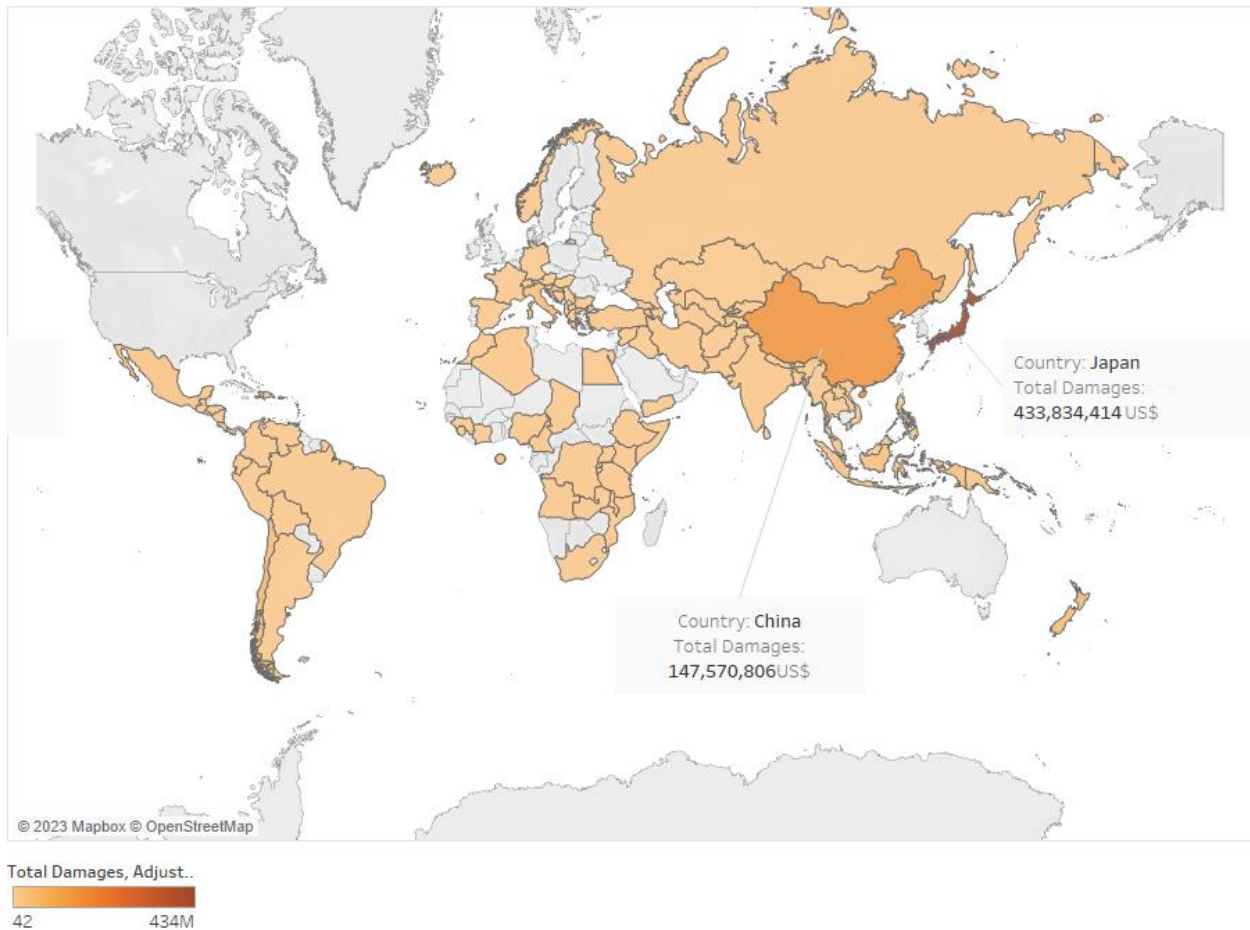 Country: Japan
Total Damages:
433,834,414 US$
Country: China
Total Damages:
147,570,806US$
© 2023 Mapbox © OpenStreetMap
Total Damages, Adjust..
42 434M